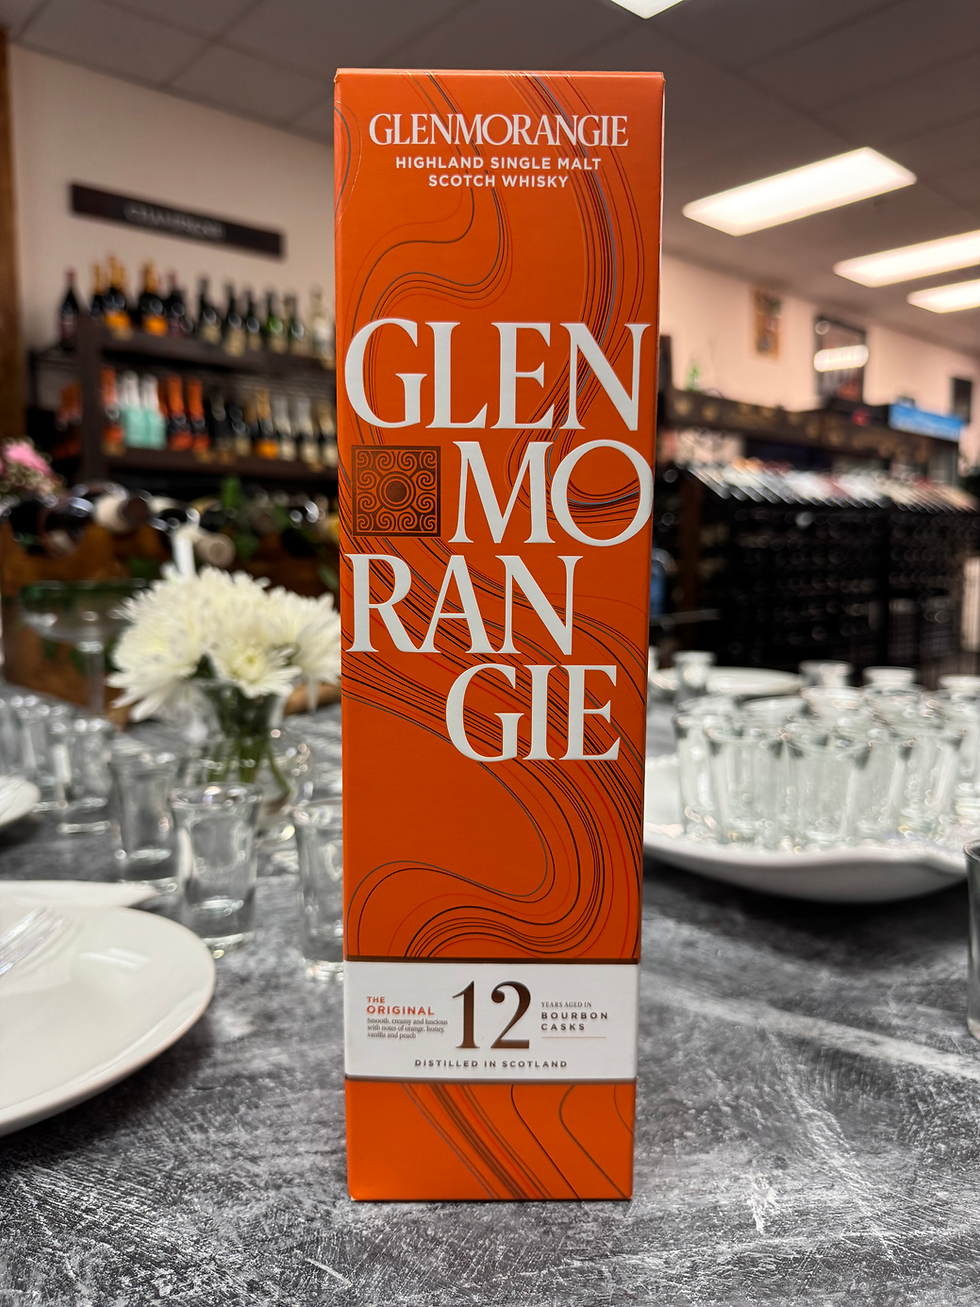 GLENMORANGIE
HIGHLAND SINGLE MALT
SCOTCH WHISKY
GLEN
MO
RAN
GIE
THE
ORIGINAL
Smooth, creamy and luscious
with notes of orange, honey,
vanilla and peach
12
YEARS AGED IN
BOURBON
CASKS
DISTILLED IN SCOTLAND
CHAMPAGNE